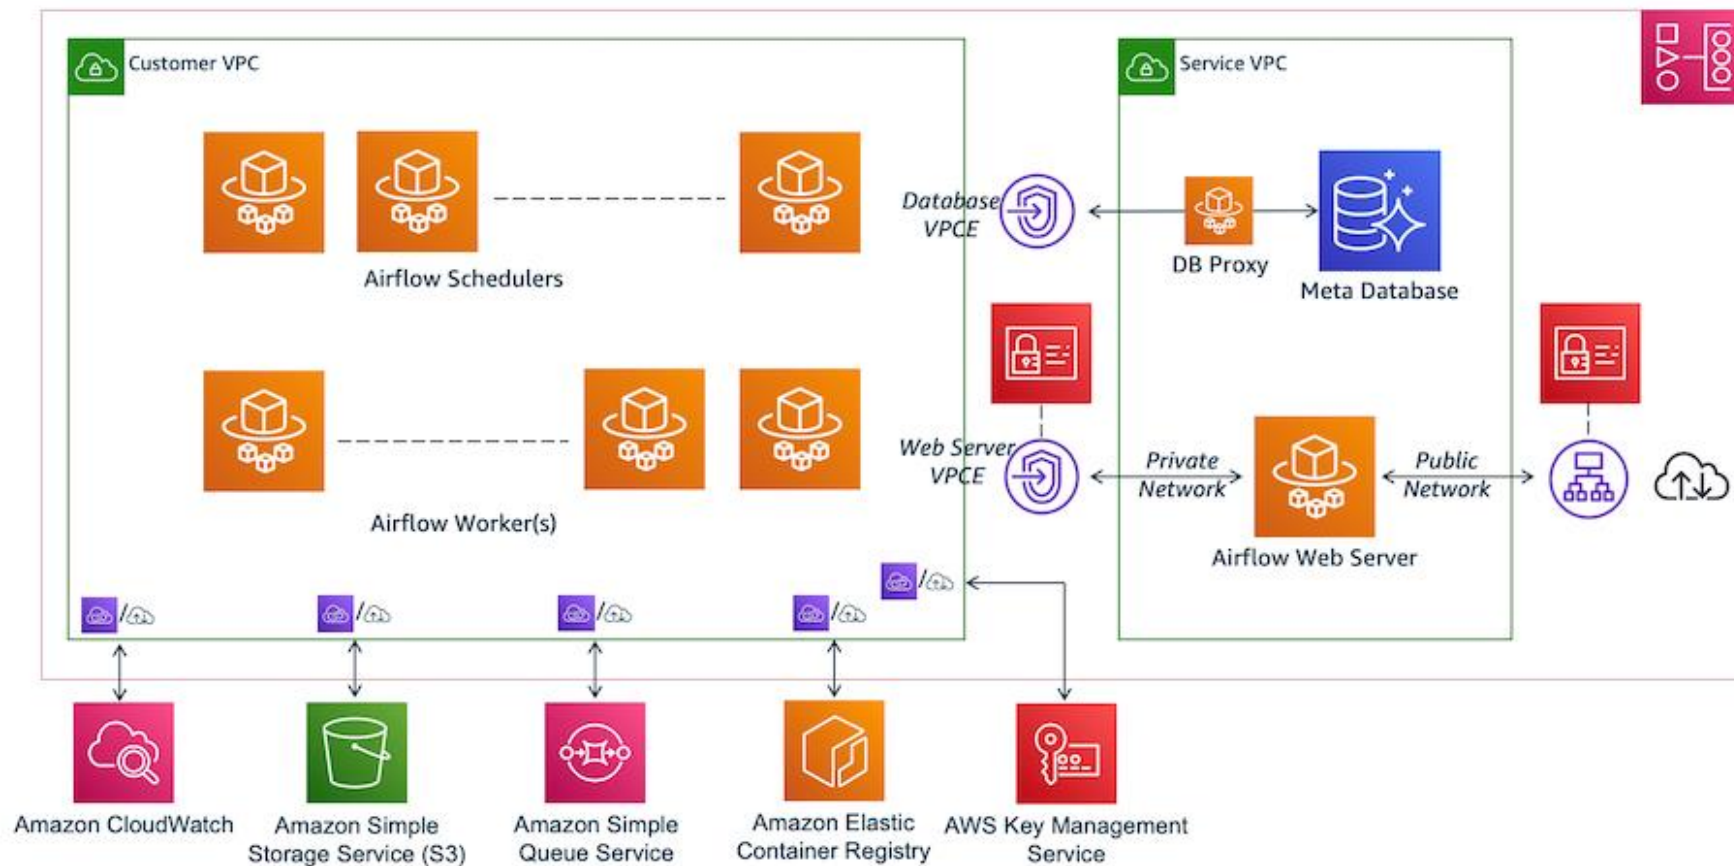 Customer VPC
Service VPC
Airflow Schedulers
Database
VPCE
DB Proxy
Meta Database
Airflow Worker(s)
Web Server
VPCE
Private
Network
Public
Network
Airflow Web Server
/
/
/
/
/
Amazon CloudWatch
Amazon Simple
Storage Service (S3)
Amazon Simple
Queue Service
Amazon Elastic
Container Registry
AWS Key Management
Service